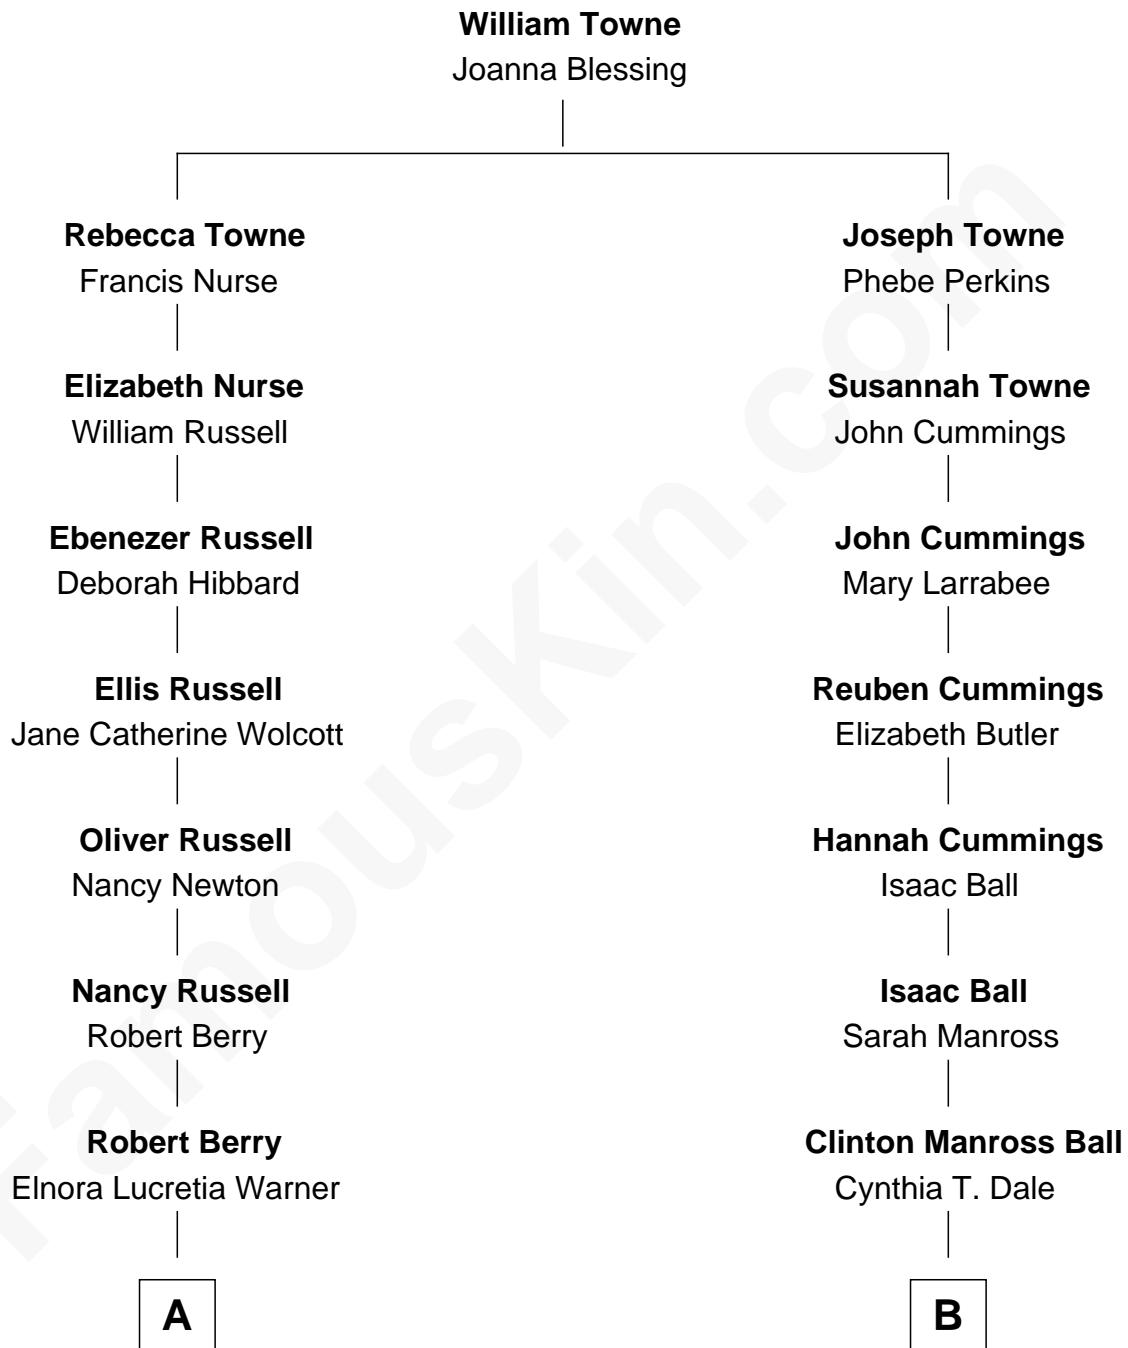 William Towne
Joanna Blessing
Rebecca Towne
Francis Nurse
Joseph Towne
Phebe Perkins
Elizabeth Nurse
William Russell
Susannah Towne
John Cummings
Ebenezer Russell
Deborah Hibbard
John Cummings
Mary Larrabee
Ellis Russell
Jane Catherine Wolcott
Reuben Cummings
Elizabeth Butler
Oliver Russell
Nancy Newton
Hannah Cummings
Isaac Ball
Nancy Russell
Robert Berry
Isaac Ball
Sarah Manross
Robert Berry
Elnora Lucretia Warner
Clinton Manross Ball
Cynthia T. Dale
A
B
FamousKin.com